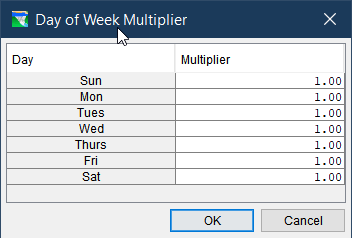 Day of Week Multiplier
Day Multiplier
Sun 1.00
Mon 1.00
Tues 1.00
Wed 1.00
Thurs 1.00
Fri 1.00
Sat 1.00
OK Cancel